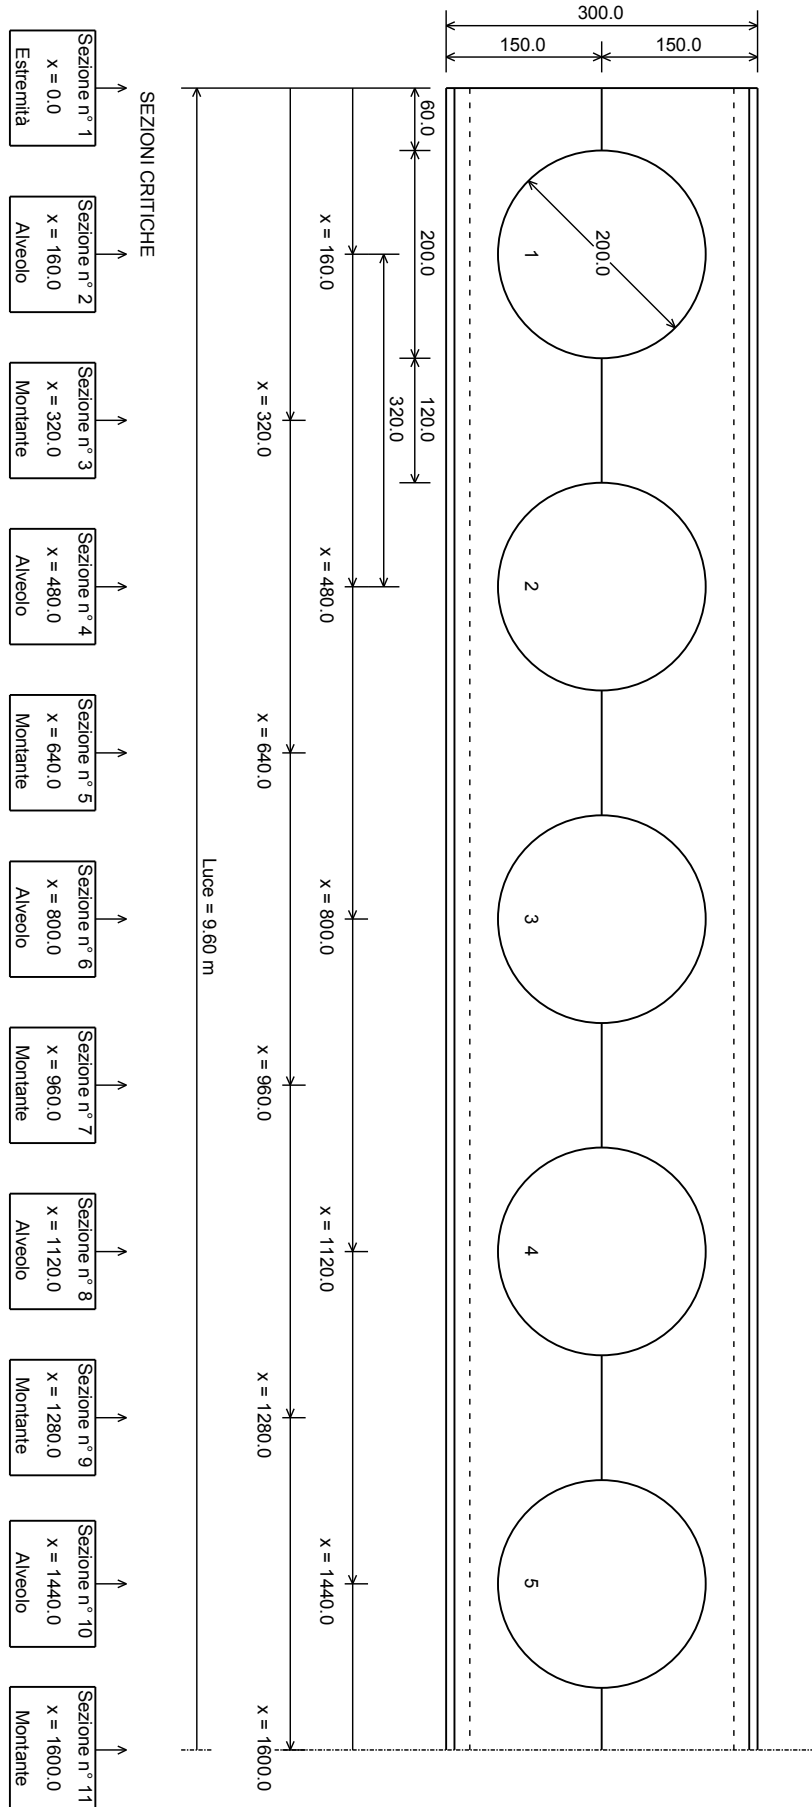 300.0
150.0
150.0
60.0
200.0
120.0
320.0
200.0
1
2
3
4
5
x = 160.0
x = 480.0
x = 800.0
x = 1120.0
x = 1440.0
x = 320.0
x = 640.0
x = 960.0
x = 1280.0
x = 1600.0
Luce = 9.60 m
SEZIONI CRITICHE
Sezione n° 1
x = 0.0
Estremità
Sezione n° 2
x = 160.0
Alveolo
Sezione n° 3
x = 320.0
Montante
Sezione n° 4
x = 480.0
Alveolo
Sezione n° 5
x = 640.0
Montante
Sezione n° 6
x = 800.0
Alveolo
Sezione n° 7
x = 960.0
Montante
Sezione n° 8
x = 1120.0
Alveolo
Sezione n° 9
x = 1280.0
Montante
Sezione n° 10
x = 1440.0
Alveolo
Sezione n° 11
x = 1600.0
Montante